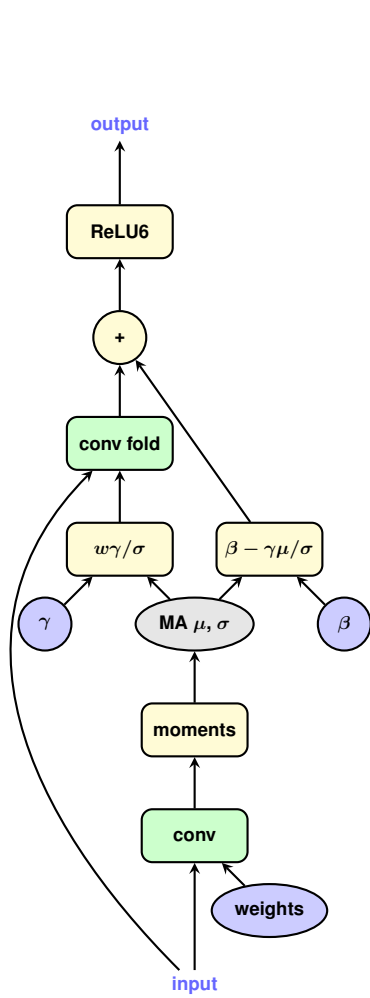 output
ReLU6
+
conv fold
wγ/σ
β − γμ/σ
γ
MA μ, σ
β
moments
conv
weights
input